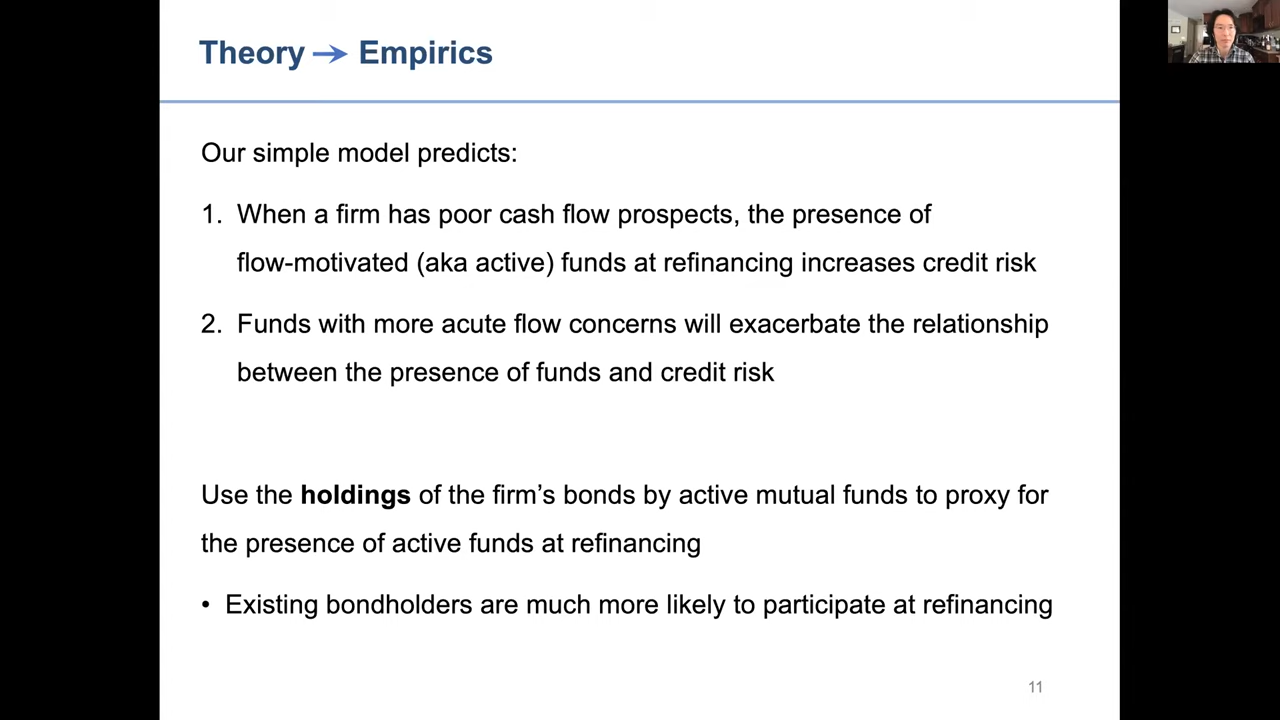 Theory → Empirics
Our simple model predicts:
1. When a firm has poor cash flow prospects, the presence of
flow-motivated (aka active) funds at refinancing increases credit risk
2. Funds with more acute flow concerns will exacerbate the relationship
between the presence of funds and credit risk
Use the holdings of the firm's bonds by active mutual funds to proxy for
the presence of active funds at refinancing
• Existing bondholders are much more likely to participate at refinancing
11